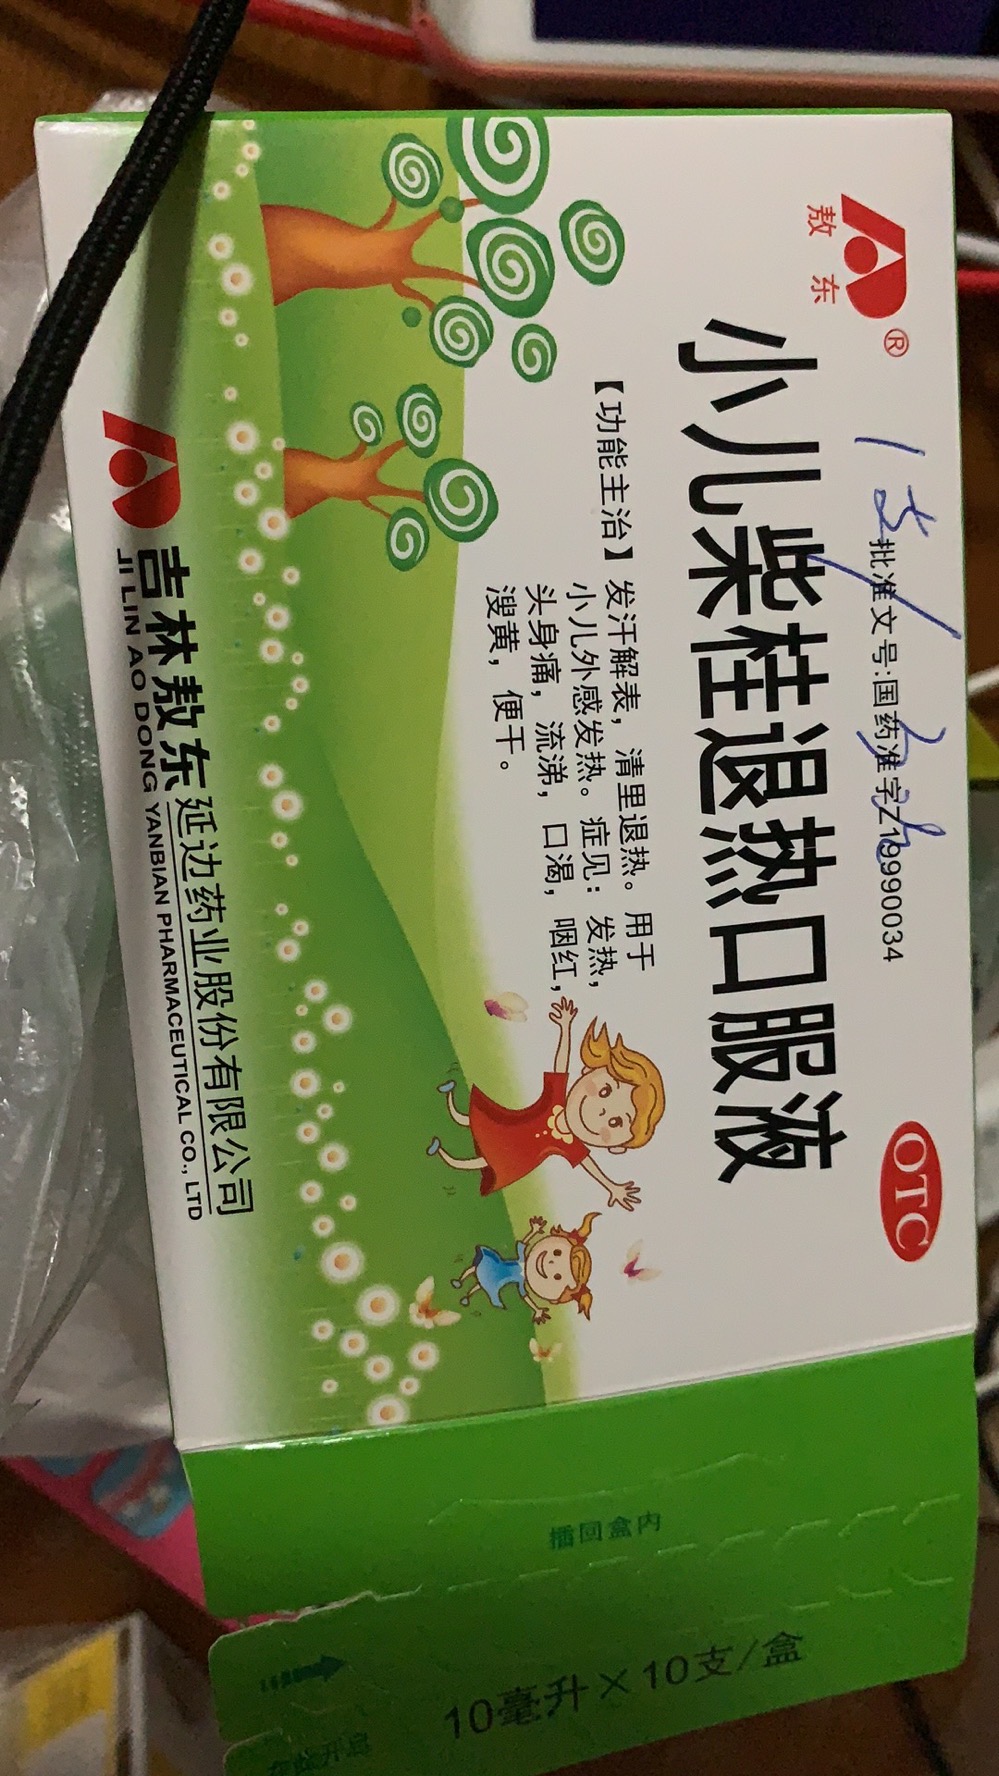 敖东
®
批准文号:国药准字Z19990034
小儿柴桂退热口服液
OTC
【功能主治】发汗解表，清里退热。用于
小儿外感发热。症见：发热，
头身痛，流涕，口渴，咽红，
溲黄，便干。
吉林敖东延边药业股份有限公司
JI LIN AO DONG YANBIAN PHARMACEUTICAL CO., LTD
插回盒内
10毫升×10支/盒